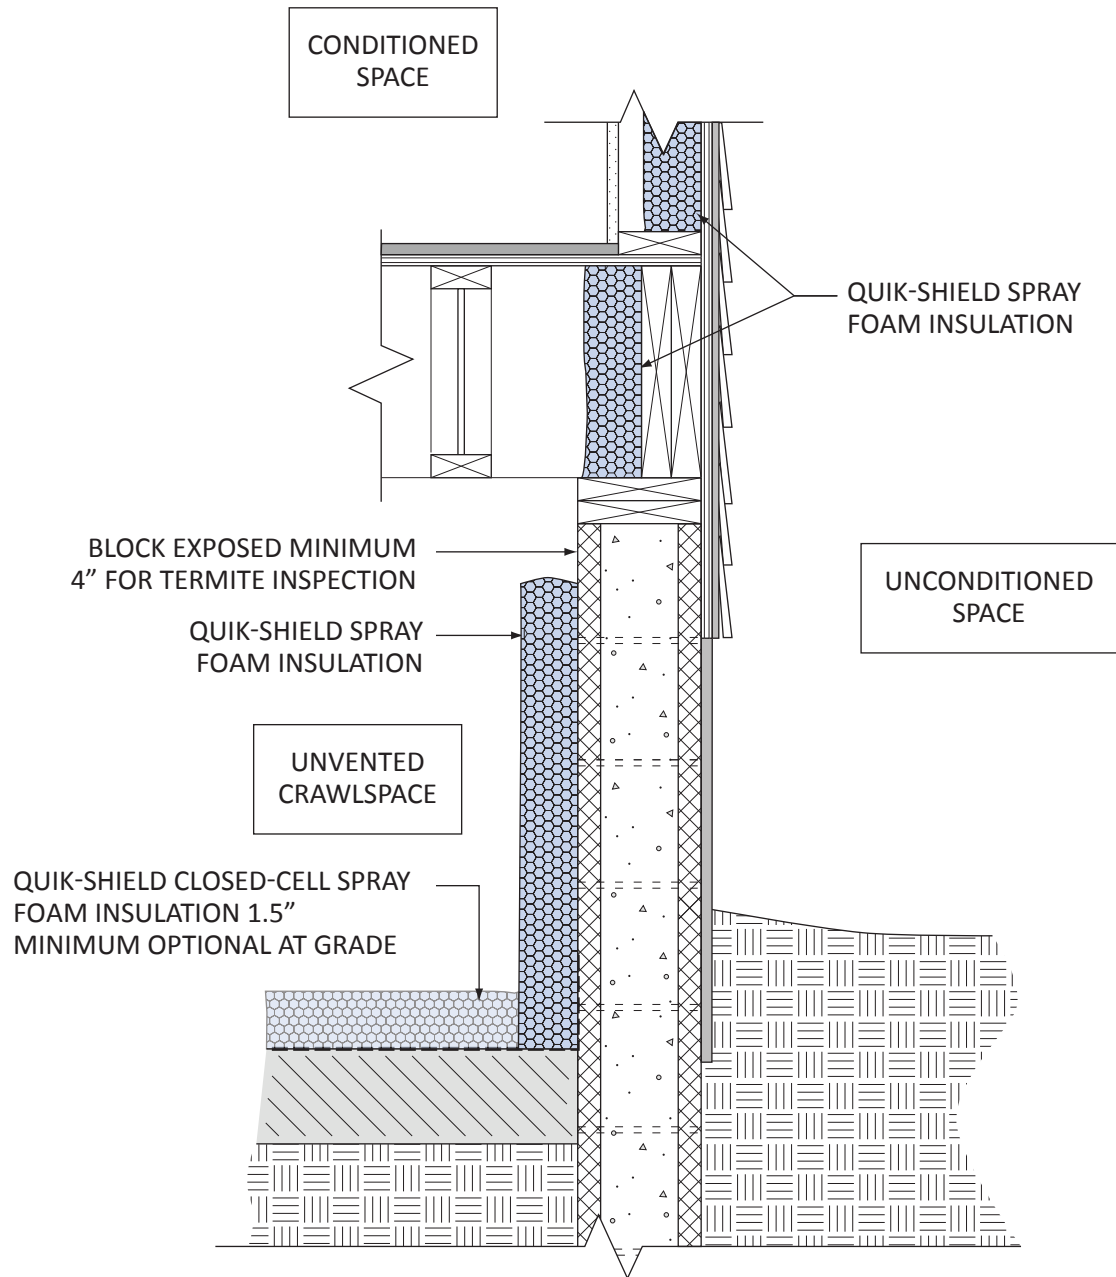 CONDITIONED
SPACE
QUIK-SHIELD SPRAY
FOAM INSULATION
BLOCK EXPOSED MINIMUM
4” FOR TERMITE INSPECTION
UNCONDITIONED
SPACE
QUIK-SHIELD SPRAY
FOAM INSULATION
UNVENTED
CRAWLSPACE
QUIK-SHIELD CLOSED-CELL SPRAY
FOAM INSULATION 1.5”
MINIMUM OPTIONAL AT GRADE